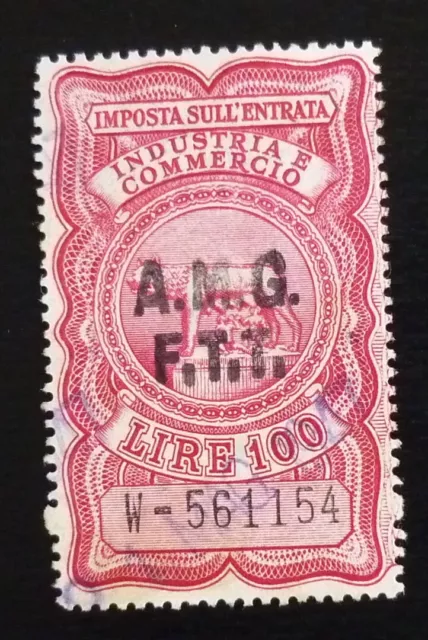 IMPOSTA SULL'ENTRATA
INDUSTRIA E
COMMERCIO
A.M.G.
F.T.T.
LIRE 100
W-561154